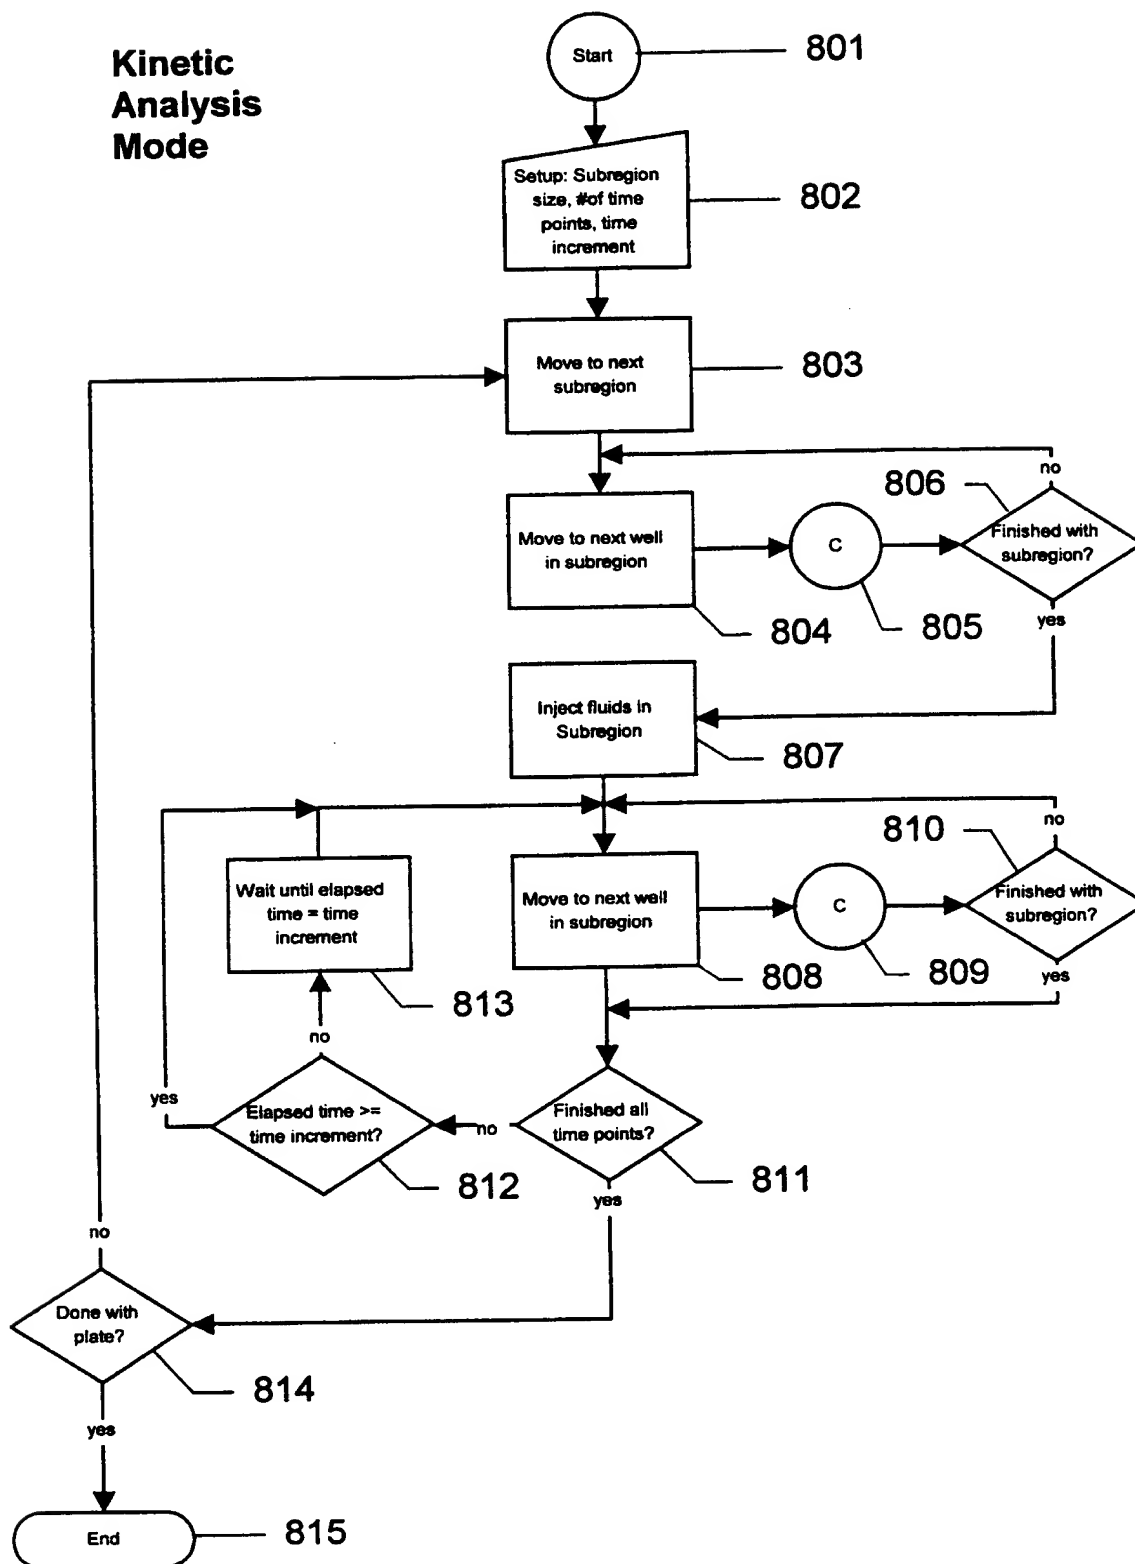 Kinetic
Analysis
Mode
Start
801
Setup: Subregion
size, #of time
points, time
increment
802
Move to next
subregion
803
no
806
Move to next well
in subregion
C
Finished with
subregion?
804
805
yes
Inject fluids in
Subregion
807
810
no
Wait until elapsed
time = time
increment
Move to next well
in subregion
C
Finished with
subregion?
813
808
809
yes
no
yes
Elapsed time >=
time increment?
no
Finished all
time points?
812
811
yes
no
Done with
plate?
814
yes
End
815